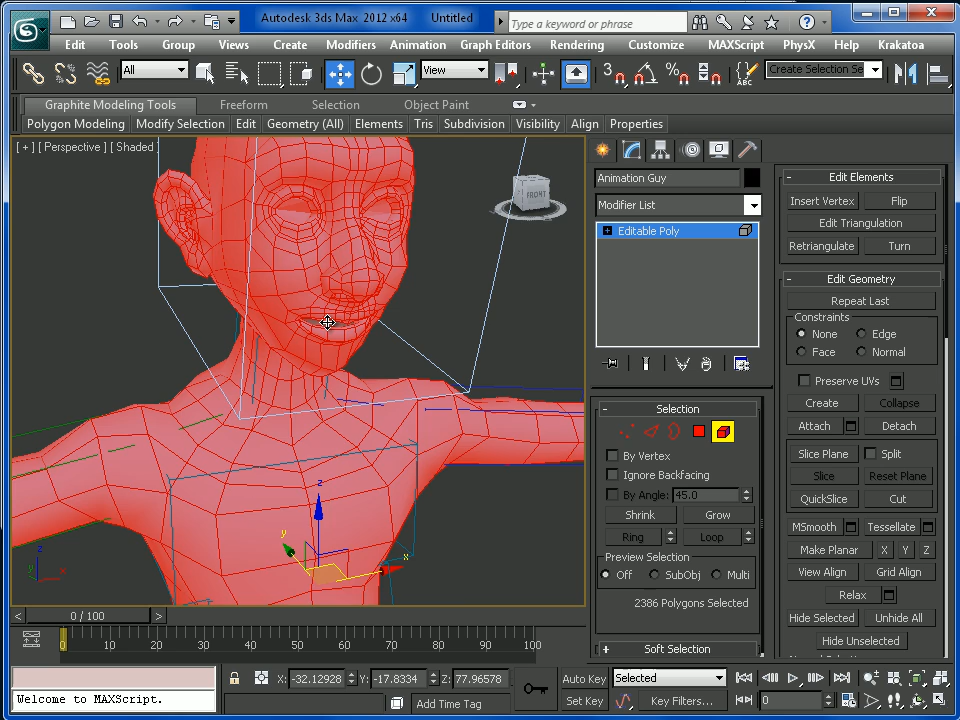 Autodesk 3ds Max 2012 x64 Untitled
Type a keyword or phrase
Edit Tools Group Views Create Modifiers Animation Graph Editors Rendering Customize MAXScript PhysX Help Krakatoa
All View 3 % ABC Create Selection Se
Graphite Modeling Tools Freeform Selection Object Paint
Polygon Modeling Modify Selection Edit Geometry (All) Elements Tris Subdivision Visibility Align Properties
[ + ] [ Perspective ] [ Shaded ]
FRONT
z
y
x
z
y
x
Animation Guy
Modifier List
Editable Poly
- Selection
By Vertex
Ignore Backfacing
By Angle: 45.0
Shrink Grow
Ring Loop
Preview Selection
Off SubObj Multi
2386 Polygons Selected
+ Soft Selection
- Edit Elements
Insert Vertex Flip
Edit Triangulation
Retriangulate Turn
- Edit Geometry
Repeat Last
Constraints
None Edge
Face Normal
Preserve UVs
Create Collapse
Attach Detach
Slice Plane Split
Slice Reset Plane
QuickSlice Cut
MSmooth Tessellate
Make Planar X Y Z
View Align Grid Align
Relax
Hide Selected Unhide All
Hide Unselected
< 0 / 100 >
0 10 20 30 40 50 60 70 80 90 100
Welcome to MAXScript.
X: -32.12928 Y: -17.8334 Z: 77.96578
Add Time Tag
Auto Key Selected
Set Key Key Filters...
0